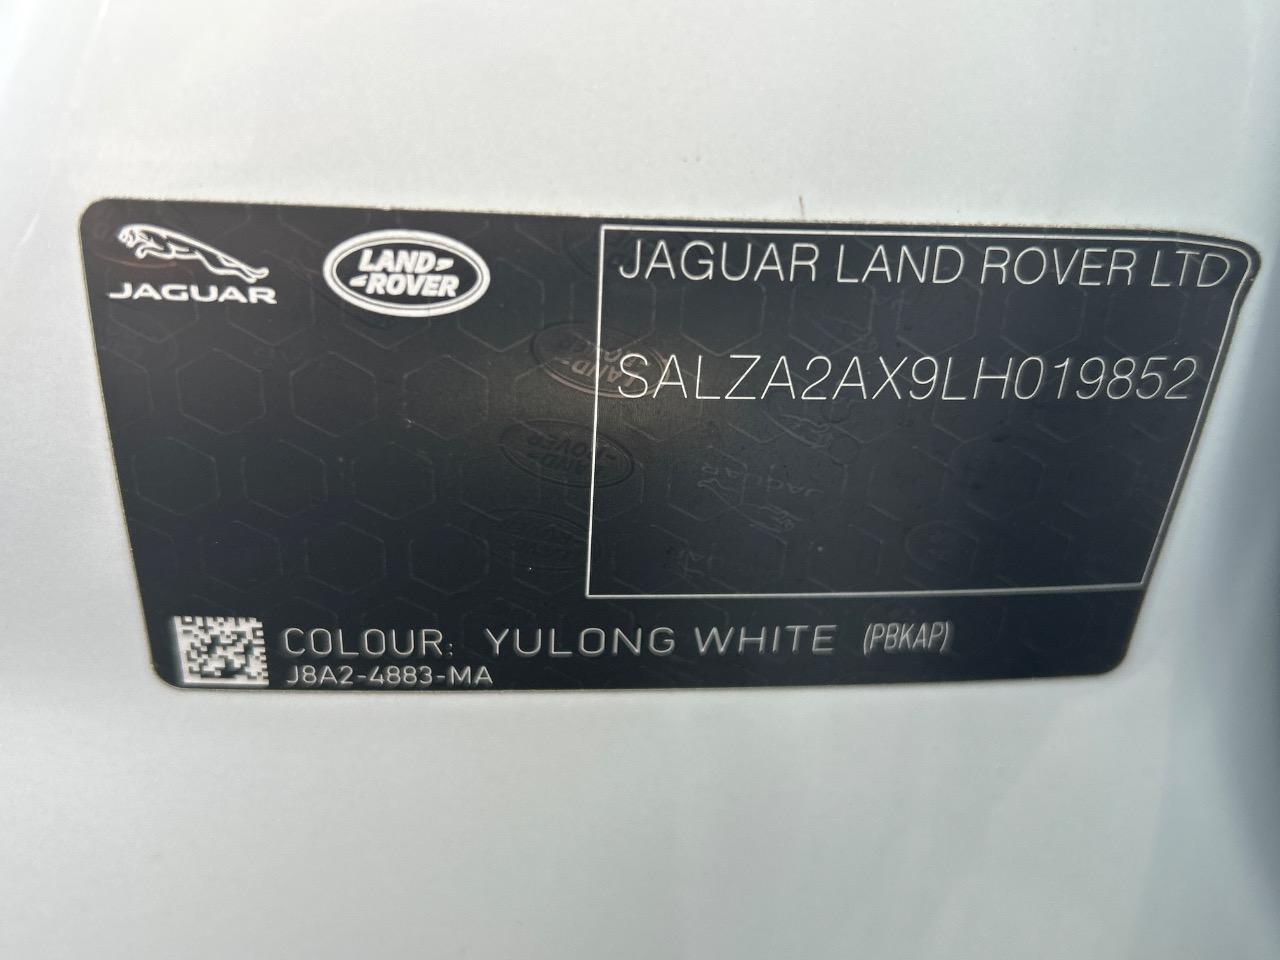 JAGUAR
LAND
ROVER
JAGUAR LAND ROVER LTD
SALZA2AX9LH019852
COLOUR: YULONG WHITE (PBKAP)
J8A2-4883-MA